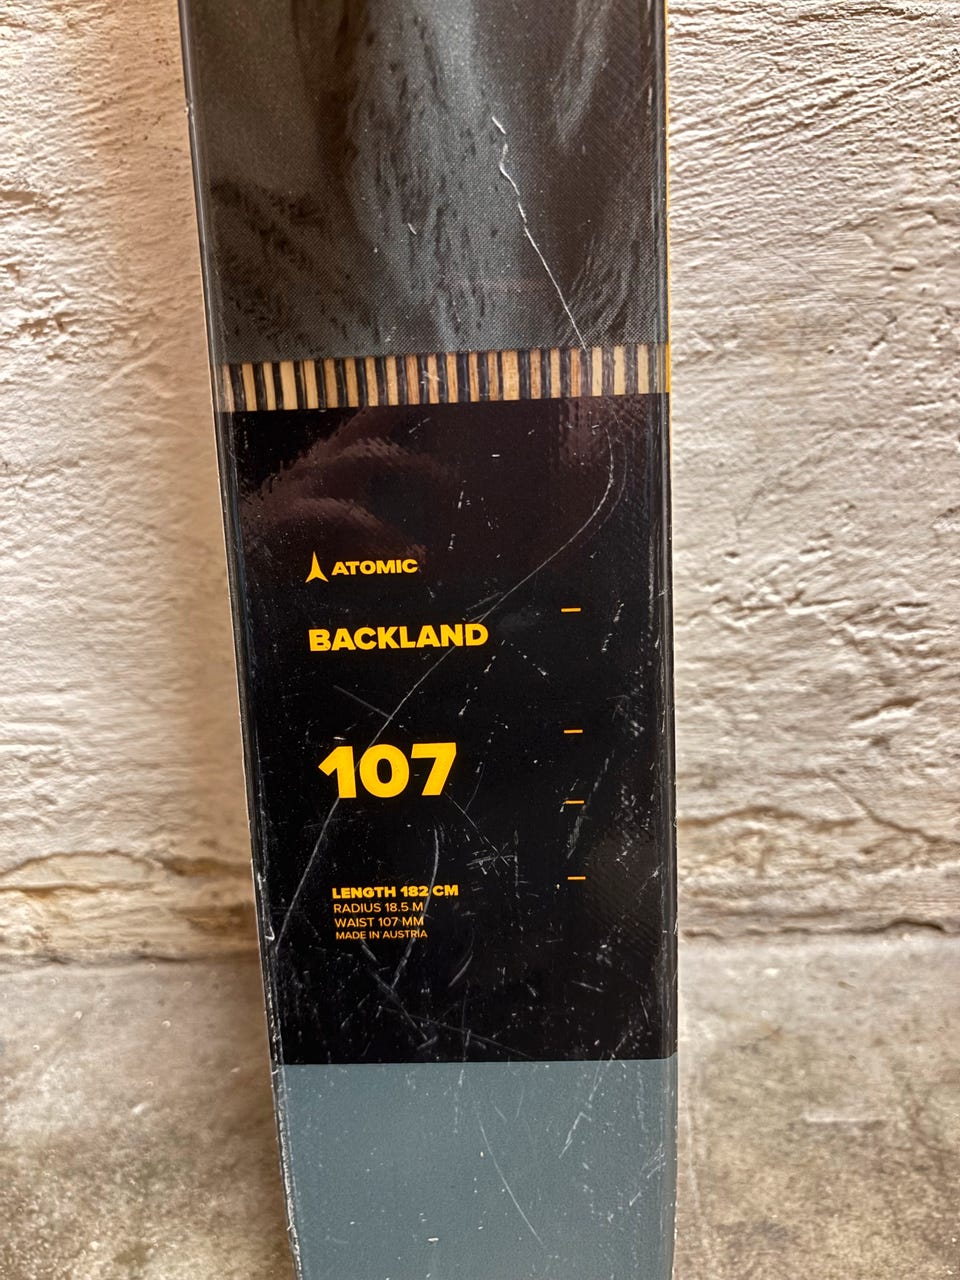 ATOMIC
BACKLAND
107
LENGTH 182 CM
RADIUS 18.5 M
WAIST 107 MM
MADE IN AUSTRIA